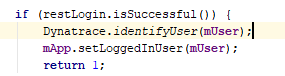 if (restLogin.isSuccessful()) {
Dynatrace.identifyUser(mUser);
mApp.setLoggedInUser(mUser);
return 1;